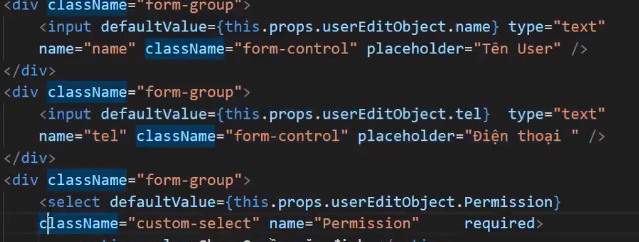 <div className="form-group">
<input defaultValue={this.props.userEditObject.name} type="text"
name="name" className="form-control" placeholder="Tên User" />
</div>
<div className="form-group">
<input defaultValue={this.props.userEditObject.tel} type="text"
name="tel" className="form-control" placeholder="Điện thoại " />
</div>
<div className="form-group">
<select defaultValue={this.props.userEditObject.Permission}
className="custom-select" name="Permission" required>